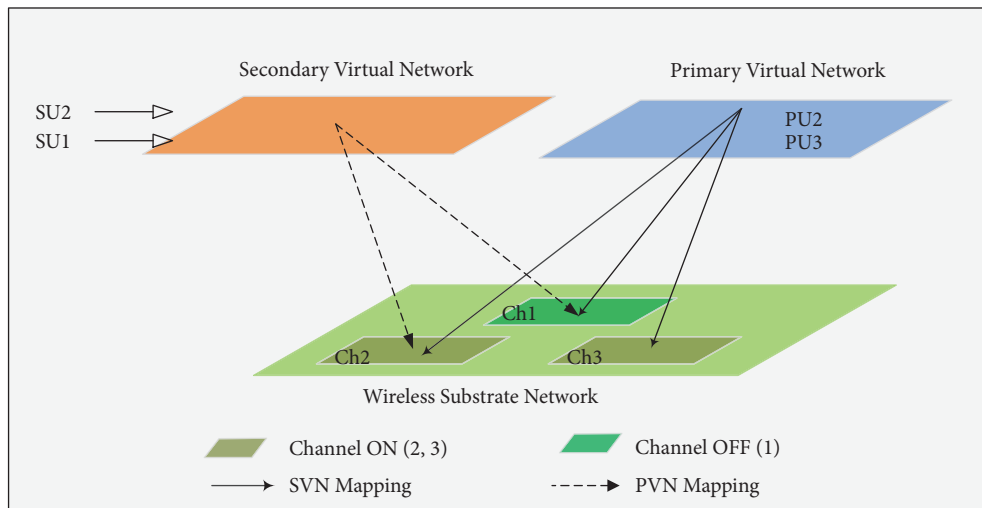 Secondary Virtual Network
Primary Virtual Network
SU2
SU1
PU2
PU3
Ch1
Ch2
Ch3
Wireless Substrate Network
Channel ON (2, 3)
Channel OFF (1)
SVN Mapping
PVN Mapping